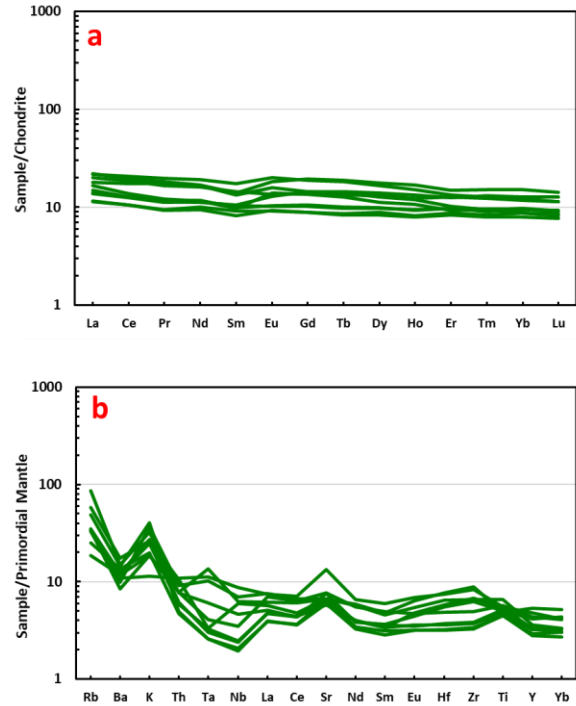 a
1000
100
10
1
Sample/Chondrite
La Ce Pr Nd Sm Eu Gd Tb Dy Ho Er Tm Yb Lu
b
1000
100
10
1
Sample/Primordial Mantle
Rb Ba K Th Ta Nb La Ce Sr Nd Sm Eu Hf Zr Ti Y Yb